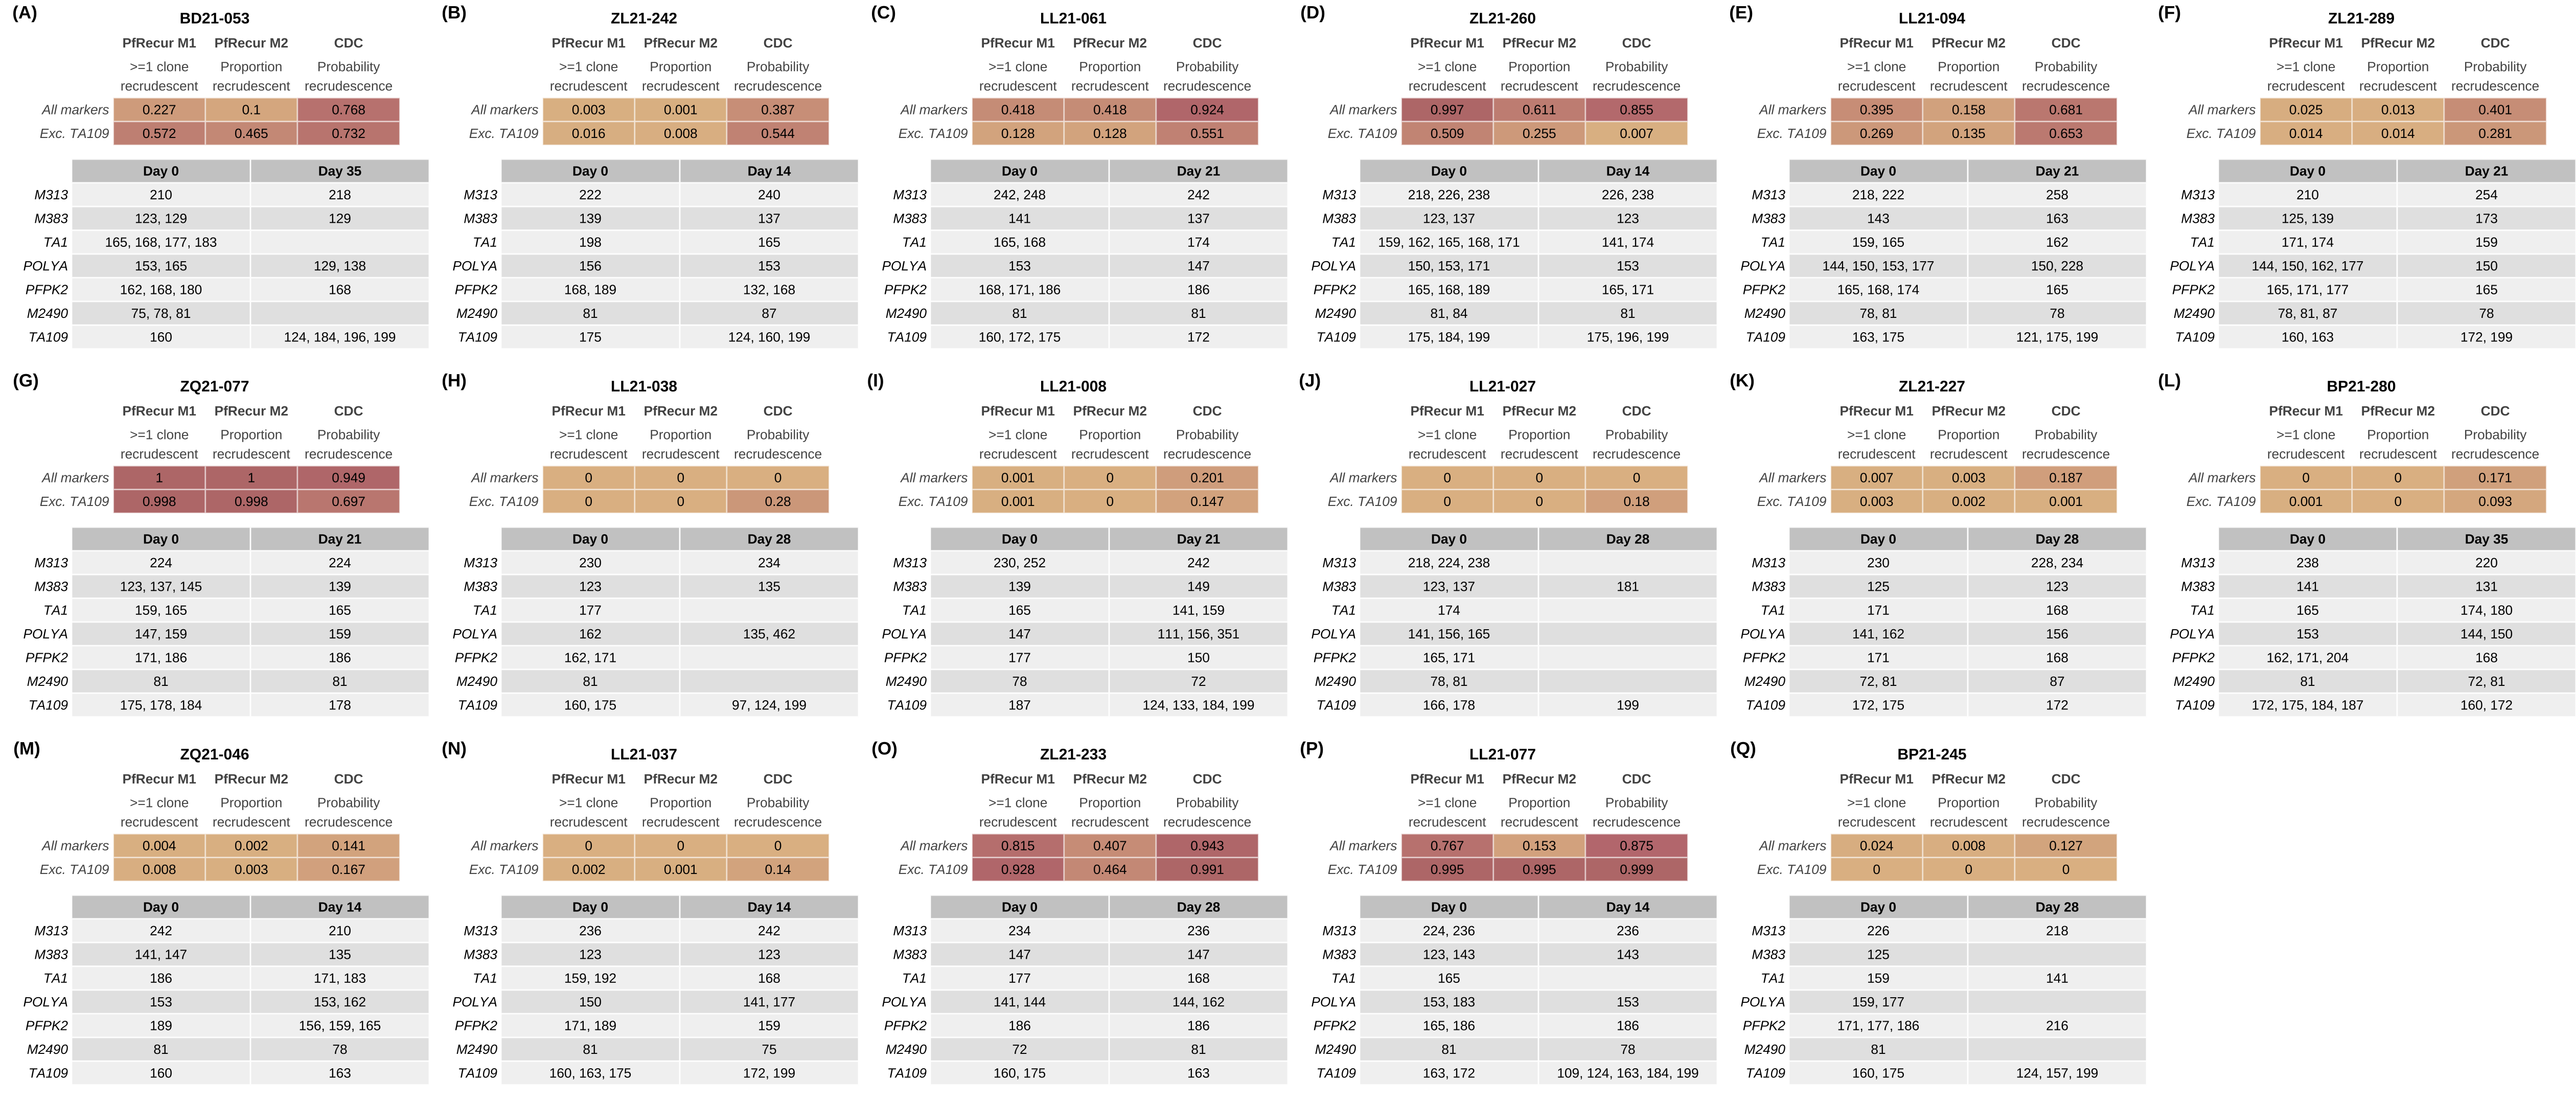 (A) BD21-053
PfRecur M1 PfRecur M2 CDC
>=1 clone Proportion Probability
recrudescent recrudescent recrudescence
All markers 0.227 0.1 0.768
Exc. TA109 0.572 0.465 0.732
Day 0 Day 35
M313 210 218
M383 123, 129 129
TA1 165, 168, 177, 183
POLYA 153, 165 129, 138
PFPK2 162, 168, 180 168
M2490 75, 78, 81
TA109 160 124, 184, 196, 199
(B) ZL21-242
PfRecur M1 PfRecur M2 CDC
>=1 clone Proportion Probability
recrudescent recrudescent recrudescence
All markers 0.003 0.001 0.387
Exc. TA109 0.016 0.008 0.544
Day 0 Day 14
M313 222 240
M383 139 137
TA1 198 165
POLYA 156 153
PFPK2 168, 189 132, 168
M2490 81 87
TA109 175 124, 160, 199
(C) LL21-061
PfRecur M1 PfRecur M2 CDC
>=1 clone Proportion Probability
recrudescent recrudescent recrudescence
All markers 0.418 0.418 0.924
Exc. TA109 0.128 0.128 0.551
Day 0 Day 21
M313 242, 248 242
M383 141 137
TA1 165, 168 174
POLYA 153 147
PFPK2 168, 171, 186 186
M2490 81 81
TA109 160, 172, 175 172
(D) ZL21-260
PfRecur M1 PfRecur M2 CDC
>=1 clone Proportion Probability
recrudescent recrudescent recrudescence
All markers 0.997 0.611 0.855
Exc. TA109 0.509 0.255 0.007
Day 0 Day 14
M313 218, 226, 238 226, 238
M383 123, 137 123
TA1 159, 162, 165, 168, 171 141, 174
POLYA 150, 153, 171 153
PFPK2 165, 168, 189 165, 171
M2490 81, 84 81
TA109 175, 184, 199 175, 196, 199
(E) LL21-094
PfRecur M1 PfRecur M2 CDC
>=1 clone Proportion Probability
recrudescent recrudescent recrudescence
All markers 0.395 0.158 0.681
Exc. TA109 0.269 0.135 0.653
Day 0 Day 21
M313 218, 222 258
M383 143 163
TA1 159, 165 162
POLYA 144, 150, 153, 177 150, 228
PFPK2 165, 168, 174 165
M2490 78, 81 78
TA109 163, 175 121, 175, 199
(F) ZL21-289
PfRecur M1 PfRecur M2 CDC
>=1 clone Proportion Probability
recrudescent recrudescent recrudescence
All markers 0.025 0.013 0.401
Exc. TA109 0.014 0.014 0.281
Day 0 Day 21
M313 210 254
M383 125, 139 173
TA1 171, 174 159
POLYA 144, 150, 162, 177 150
PFPK2 165, 171, 177 165
M2490 78, 81, 87 78
TA109 160, 163 172, 199
(G) ZQ21-077
PfRecur M1 PfRecur M2 CDC
>=1 clone Proportion Probability
recrudescent recrudescent recrudescence
All markers 1 1 0.949
Exc. TA109 0.998 0.998 0.697
Day 0 Day 21
M313 224 224
M383 123, 137, 145 139
TA1 159, 165 165
POLYA 147, 159 159
PFPK2 171, 186 186
M2490 81 81
TA109 175, 178, 184 178
(H) LL21-038
PfRecur M1 PfRecur M2 CDC
>=1 clone Proportion Probability
recrudescent recrudescent recrudescence
All markers 0 0 0
Exc. TA109 0 0 0.28
Day 0 Day 28
M313 230 234
M383 123 135
TA1 177
POLYA 162 135, 462
PFPK2 162, 171
M2490 81
TA109 160, 175 97, 124, 199
(I) LL21-008
PfRecur M1 PfRecur M2 CDC
>=1 clone Proportion Probability
recrudescent recrudescent recrudescence
All markers 0.001 0 0.201
Exc. TA109 0.001 0 0.147
Day 0 Day 21
M313 230, 252 242
M383 139 149
TA1 165 141, 159
POLYA 147 111, 156, 351
PFPK2 177 150
M2490 78 72
TA109 187 124, 133, 184, 199
(J) LL21-027
PfRecur M1 PfRecur M2 CDC
>=1 clone Proportion Probability
recrudescent recrudescent recrudescence
All markers 0 0 0
Exc. TA109 0 0 0.18
Day 0 Day 28
M313 218, 224, 238
M383 123, 137 181
TA1 174
POLYA 141, 156, 165
PFPK2 165, 171
M2490 78, 81
TA109 166, 178 199
(K) ZL21-227
PfRecur M1 PfRecur M2 CDC
>=1 clone Proportion Probability
recrudescent recrudescent recrudescence
All markers 0.007 0.003 0.187
Exc. TA109 0.003 0.002 0.001
Day 0 Day 28
M313 230 228, 234
M383 125 123
TA1 171 168
POLYA 141, 162 156
PFPK2 171 168
M2490 72, 81 87
TA109 172, 175 172
(L) BP21-280
PfRecur M1 PfRecur M2 CDC
>=1 clone Proportion Probability
recrudescent recrudescent recrudescence
All markers 0 0 0.171
Exc. TA109 0.001 0 0.093
Day 0 Day 35
M313 238 220
M383 141 131
TA1 165 174, 180
POLYA 153 144, 150
PFPK2 162, 171, 204 168
M2490 81 72, 81
TA109 172, 175, 184, 187 160, 172
(M) ZQ21-046
PfRecur M1 PfRecur M2 CDC
>=1 clone Proportion Probability
recrudescent recrudescent recrudescence
All markers 0.004 0.002 0.141
Exc. TA109 0.008 0.003 0.167
Day 0 Day 14
M313 242 210
M383 141, 147 135
TA1 186 171, 183
POLYA 153 153, 162
PFPK2 189 156, 159, 165
M2490 81 78
TA109 160 163
(N) LL21-037
PfRecur M1 PfRecur M2 CDC
>=1 clone Proportion Probability
recrudescent recrudescent recrudescence
All markers 0 0 0
Exc. TA109 0.002 0.001 0.14
Day 0 Day 14
M313 236 242
M383 123 123
TA1 159, 192 168
POLYA 150 141, 177
PFPK2 171, 189 159
M2490 81 75
TA109 160, 163, 175 172, 199
(O) ZL21-233
PfRecur M1 PfRecur M2 CDC
>=1 clone Proportion Probability
recrudescent recrudescent recrudescence
All markers 0.815 0.407 0.943
Exc. TA109 0.928 0.464 0.991
Day 0 Day 28
M313 234 236
M383 147 147
TA1 177 168
POLYA 141, 144 144, 162
PFPK2 186 186
M2490 72 81
TA109 160, 175 163
(P) LL21-077
PfRecur M1 PfRecur M2 CDC
>=1 clone Proportion Probability
recrudescent recrudescent recrudescence
All markers 0.767 0.153 0.875
Exc. TA109 0.995 0.995 0.999
Day 0 Day 14
M313 224, 236 236
M383 123, 143 143
TA1 165
POLYA 153, 183 153
PFPK2 165, 186 186
M2490 81 78
TA109 163, 172 109, 124, 163, 184, 199
(Q) BP21-245
PfRecur M1 PfRecur M2 CDC
>=1 clone Proportion Probability
recrudescent recrudescent recrudescence
All markers 0.024 0.008 0.127
Exc. TA109 0 0 0
Day 0 Day 28
M313 226 218
M383 125
TA1 159 141
POLYA 159, 177
PFPK2 171, 177, 186 216
M2490 81
TA109 160, 175 124, 157, 199